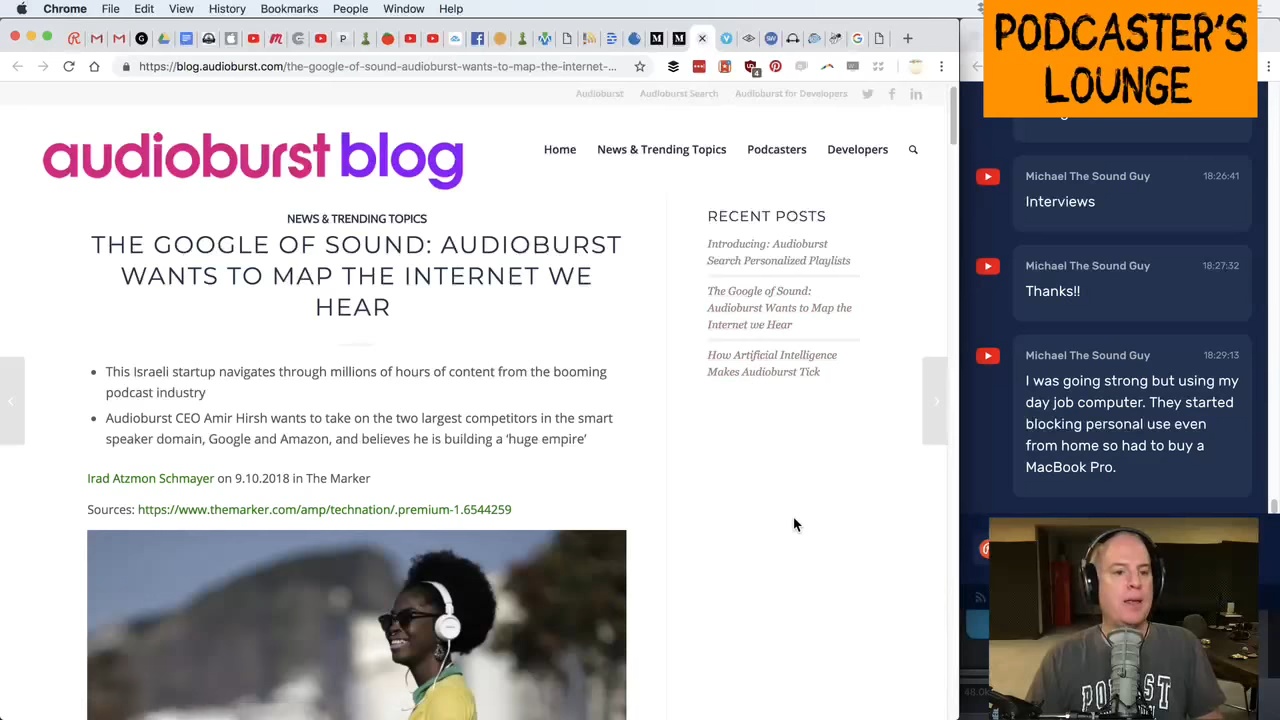 Chrome File Edit View History Bookmarks People Window Help
https://blog.audioburst.com/the-google-of-sound-audioburst-wants-to-map-the-internet-...
4
Audioburst Audioburst Search Audioburst for Developers
audioburst blog
Home News & Trending Topics Podcasters Developers
NEWS & TRENDING TOPICS
THE GOOGLE OF SOUND: AUDIOBURST
WANTS TO MAP THE INTERNET WE
HEAR
This Israeli startup navigates through millions of hours of content from the booming
podcast industry
Audioburst CEO Amir Hirsh wants to take on the two largest competitors in the smart
speaker domain, Google and Amazon, and believes he is building a ‘huge empire’
Irad Atzmon Schmayer on 9.10.2018 in The Marker
Sources: https://www.themarker.com/amp/technation/.premium-1.6544259
RECENT POSTS
Introducing: Audioburst
Search Personalized Playlists
The Google of Sound:
Audioburst Wants to Map the
Internet we Hear
How Artificial Intelligence
Makes Audioburst Tick
PODCASTER'S
LOUNGE
Michael The Sound Guy 18:26:41
Interviews
Michael The Sound Guy 18:27:32
Thanks!!
Michael The Sound Guy 18:29:13
I was going strong but using my
day job computer. They started
blocking personal use even
from home so had to buy a
MacBook Pro.